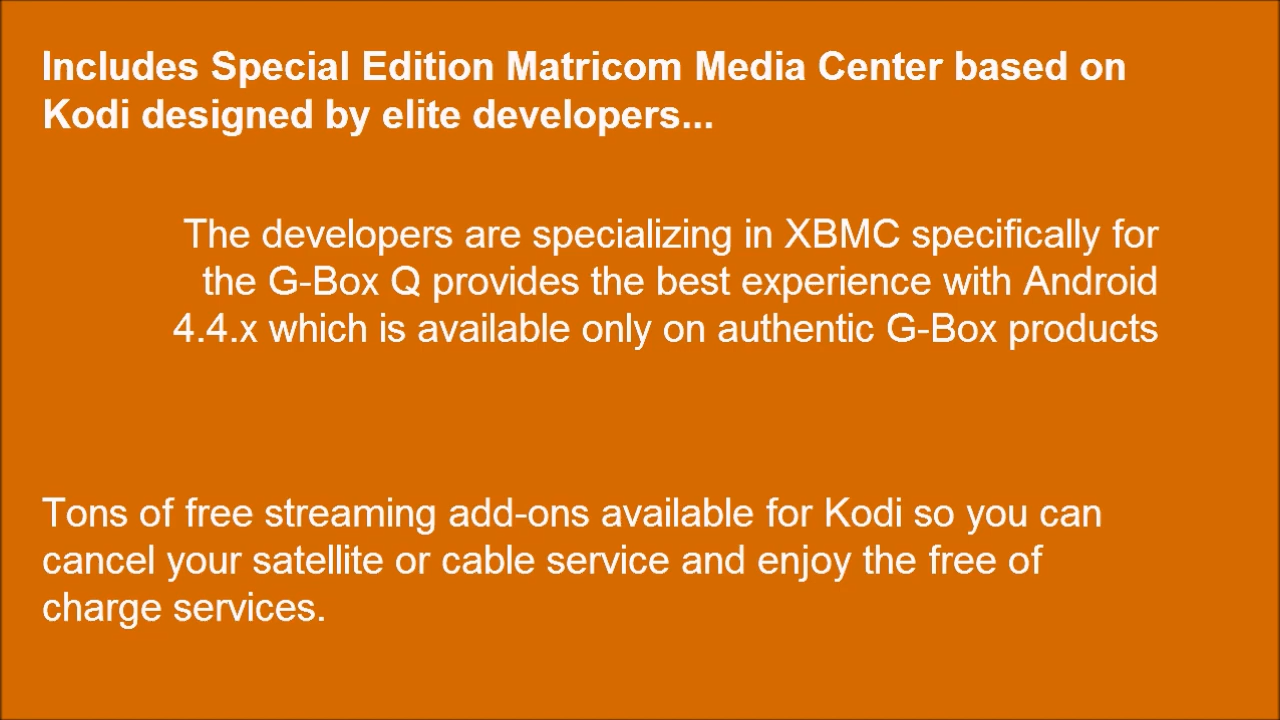 Includes Special Edition Matricom Media Center based on
Kodi designed by elite developers...
The developers are specializing in XBMC specifically for
the G-Box Q provides the best experience with Android
4.4.x which is available only on authentic G-Box products
Tons of free streaming add-ons available for Kodi so you can
cancel your satellite or cable service and enjoy the free of
charge services.